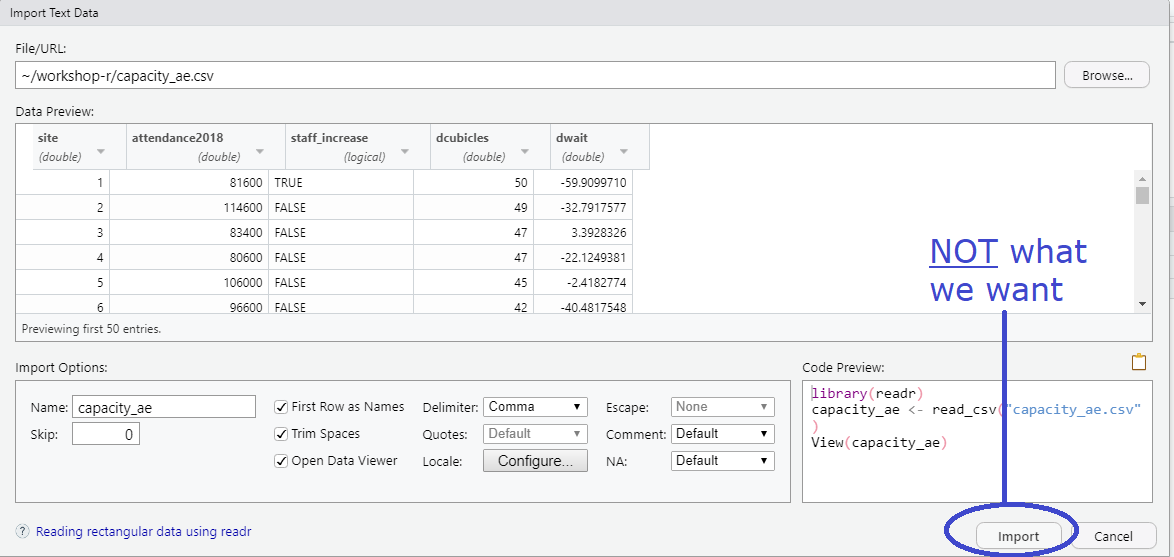 Import Text Data
File/URL:
~/workshop-r/capacity_ae.csv
Browse...
Data Preview:
site attendance2018 staff_increase dcubicles dwait
(double) (double) (logical) (double) (double)
1 81600 TRUE 50 -59.9099710
2 114600 FALSE 49 -32.7917577
3 83400 FALSE 47 3.3928326
4 80600 FALSE 47 -22.1249381
5 106000 FALSE 45 -2.4182774
6 96600 FALSE 42 -40.4817548
Previewing first 50 entries.
NOT what
we want
Import Options:
Name: capacity_ae
Skip: 0
First Row as Names
Trim Spaces
Open Data Viewer
Delimiter: Comma
Quotes: Default
Locale: Configure...
Escape: None
Comment: Default
NA: Default
Code Preview:
library(readr)
capacity_ae <- read_csv("capacity_ae.csv"
)
View(capacity_ae)
? Reading rectangular data using readr
Import
Cancel